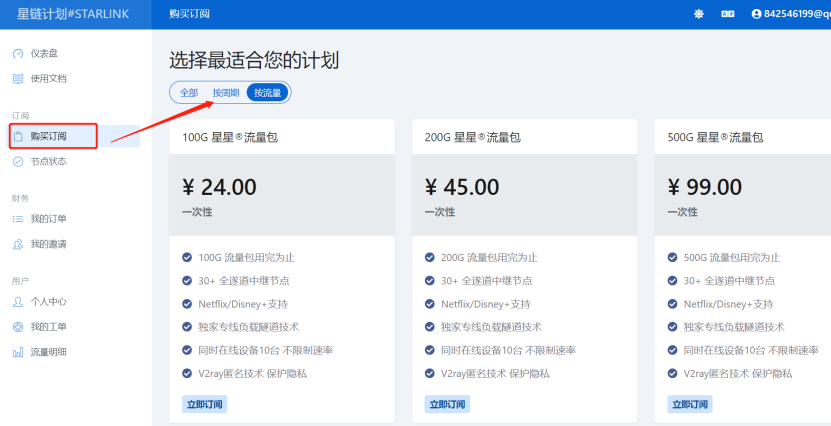 星链计划#STARLINK
购买订阅
842546199@q
仪表盘
使用文档
订阅
购买订阅
节点状态
财务
我的订单
我的邀请
用户
个人中心
我的工单
流量明细
选择最适合您的计划
全部 按周期 按流量
100G 星星®流量包
¥ 24.00
一次性
100G 流量包用完为止
30+ 全遂道中继节点
Netflix/Disney+支持
独家专线负载隧道技术
同时在线设备10台 不限制速率
V2ray匿名技术 保护隐私
立即订阅
200G 星星®流量包
¥ 45.00
一次性
200G 流量包用完为止
30+ 全遂道中继节点
Netflix/Disney+支持
独家专线负载隧道技术
同时在线设备10台 不限制速率
V2ray匿名技术 保护隐私
立即订阅
500G 星星®流量包
¥ 99.00
一次性
500G 流量包用完为止
30+ 全遂道中继节点
Netflix/Disney+支持
独家专线负载隧道技术
同时在线设备10台 不限制速率
V2ray匿名技术 保护隐私
立即订阅